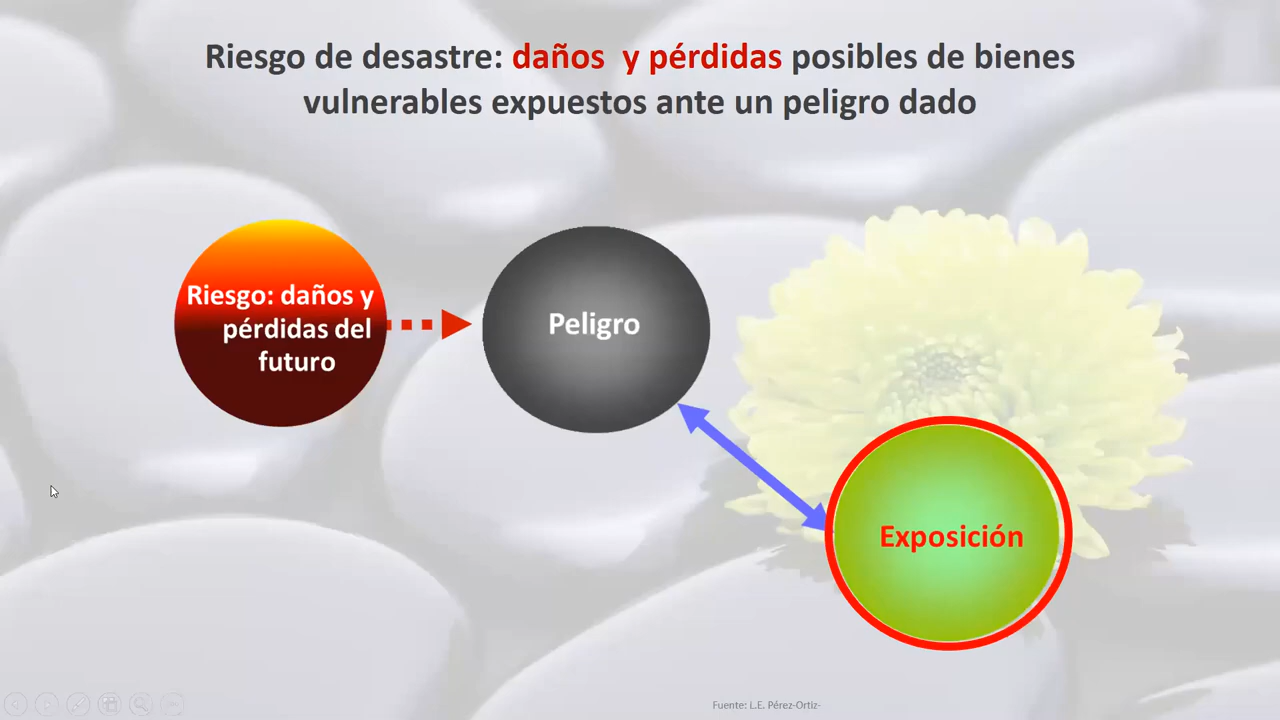 Riesgo de desastre: daños y pérdidas posibles de bienes
vulnerables expuestos ante un peligro dado
Riesgo: daños y
pérdidas del
futuro
Peligro
Exposición
Fuente: L.E. Pérez-Ortiz-